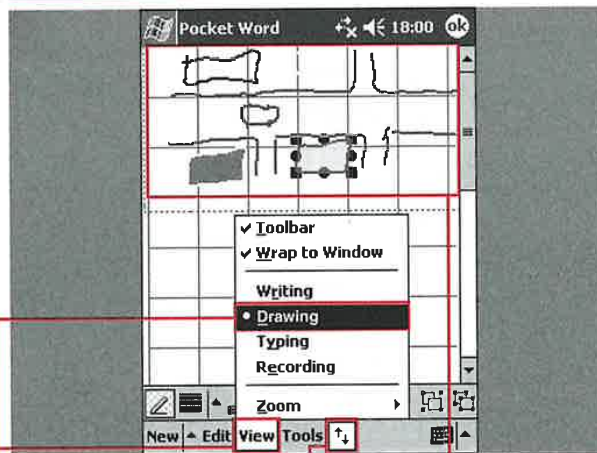 Pocket Word 18:00 ok
Toolbar
Wrap to Window
Writing
Drawing
Typing
Recording
Zoom
New Edit View Tools